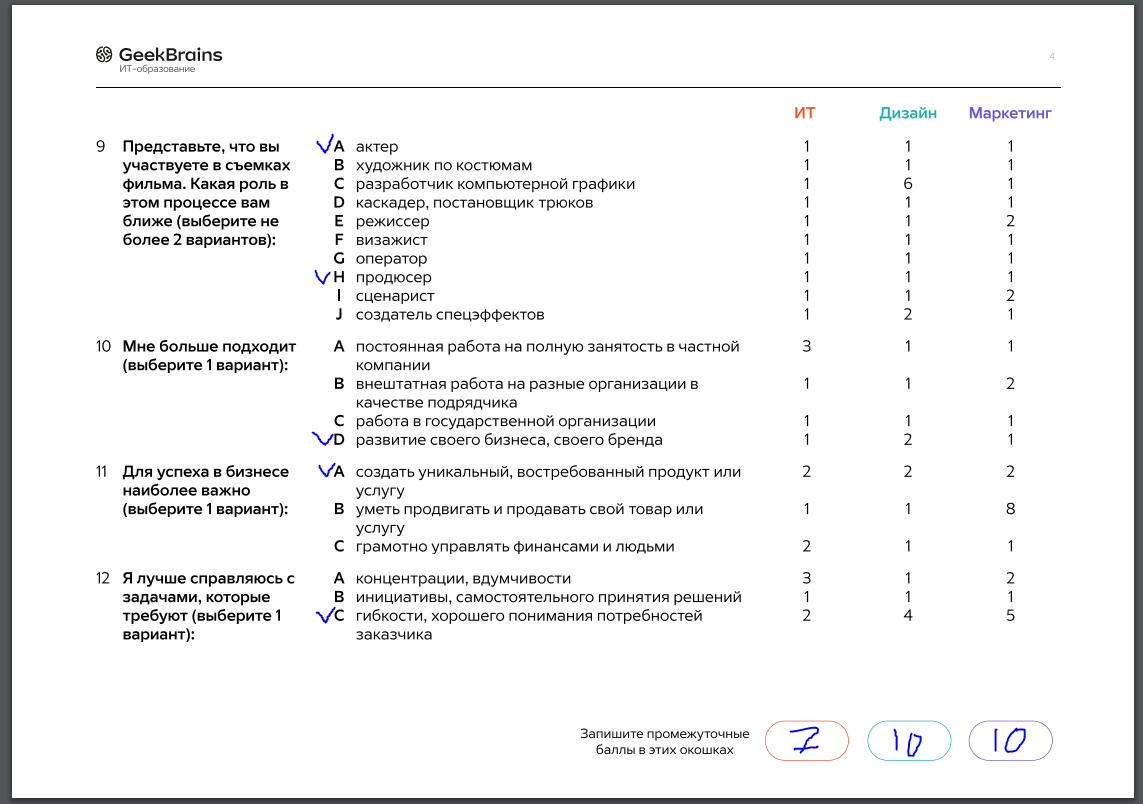 GeekBrains
ИТ-образование
4
ИТ Дизайн Маркетинг
9 Представьте, что вы A актер 1 1 1
участвуете в съемках B художник по костюмам 1 1 1
фильма. Какая роль в C разработчик компьютерной графики 1 6 1
этом процессе вам D каскадер, постановщик трюков 1 1 1
ближе (выберите не E режиссер 1 1 2
более 2 вариантов): F визажист 1 1 1
G оператор 1 1 1
H продюсер 1 1 1
I сценарист 1 1 2
J создатель спецэффектов 1 2 1
10 Мне больше подходит A постоянная работа на полную занятость в частной 3 1 1
(выберите 1 вариант): компании
B внештатная работа на разные организации в 1 1 2
качестве подрядчика
C работа в государственной организации 1 1 1
D развитие своего бизнеса, своего бренда 1 2 1
11 Для успеха в бизнесе A создать уникальный, востребованный продукт или 2 2 2
наиболее важно услугу
(выберите 1 вариант): B уметь продвигать и продавать свой товар или 1 1 8
услугу
C грамотно управлять финансами и людьми 2 1 1
12 Я лучше справляюсь с A концентрации, вдумчивости 3 1 2
задачами, которые B инициативы, самостоятельного принятия решений 1 1 1
требуют (выберите 1 C гибкости, хорошего понимания потребностей 2 4 5
вариант): заказчика
Запишите промежуточные
баллы в этих окошках 7 10 10